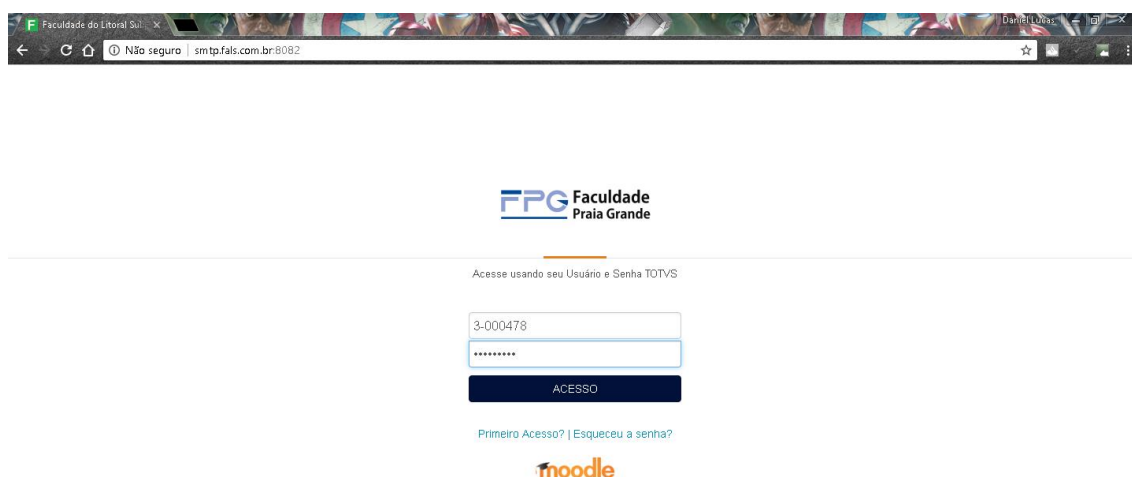 Faculdade do Litoral Sul
Daniel Lucas
Não seguro | smtp.fals.com.br:8082
FPG Faculdade
Praia Grande
Acesse usando seu Usuário e Senha TOTVS
3-000478
•••••••••
ACESSO
Primeiro Acesso? | Esqueceu a senha?
moodle